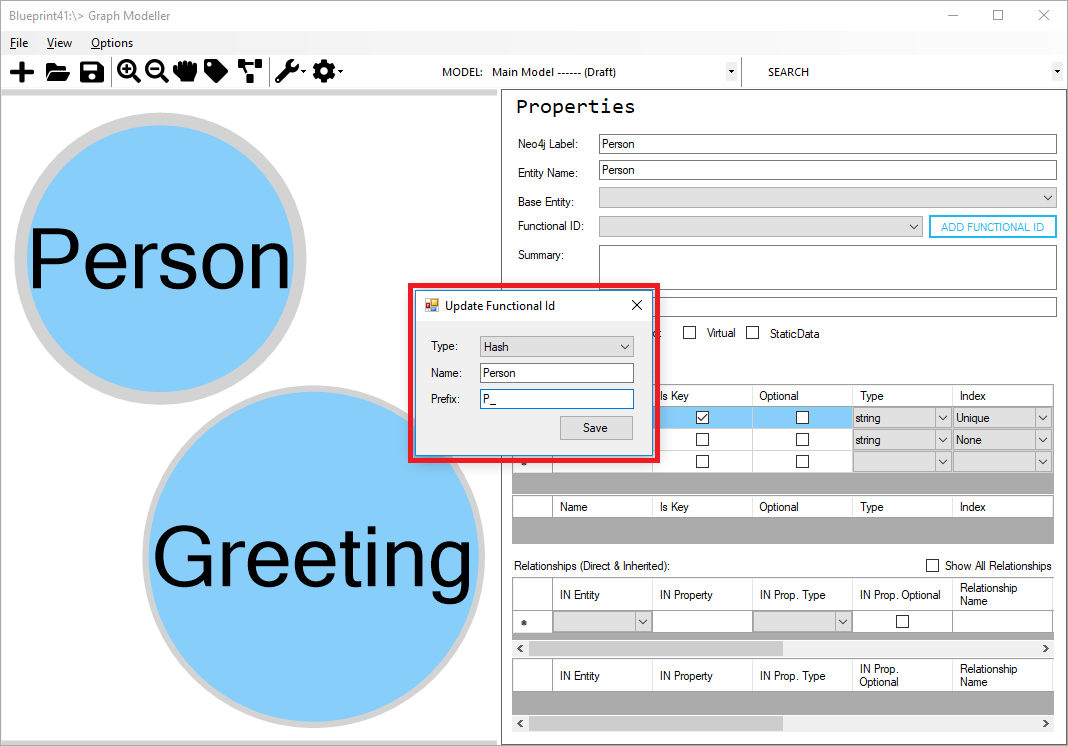 Blueprint41:\> Graph Modeller
File View Options
MODEL: Main Model ------ (Draft) SEARCH
Person
Greeting
Properties
Neo4j Label: Person
Entity Name: Person
Base Entity:
Functional ID: ADD FUNCTIONAL ID
Summary:
Virtual StaticData
Update Functional Id
Type: Hash
Name: Person
Prefix: P_
Save
Is Key Optional Type Index
string Unique
string None
Name Is Key Optional Type Index
Relationships (Direct & Inherited): Show All Relationships
IN Entity IN Property IN Prop. Type IN Prop. Optional Relationship
Name
IN Entity IN Property IN Prop. Type IN Prop. Relationship
Optional Name